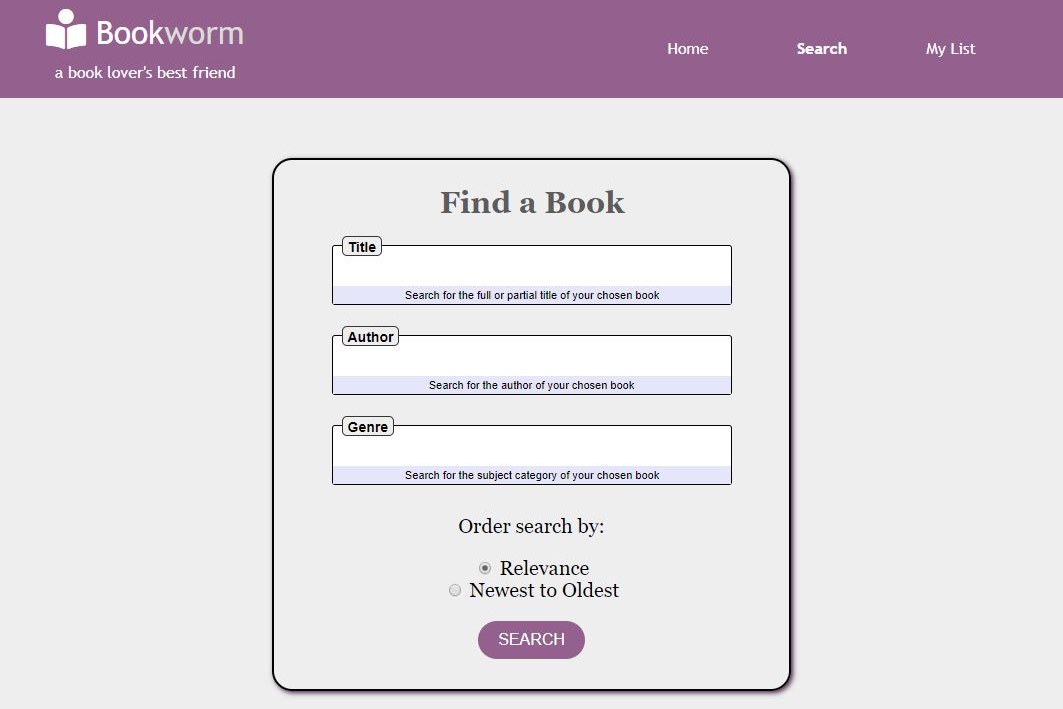 Bookworm
a book lover's best friend
Home Search My List
Find a Book
Title
Search for the full or partial title of your chosen book
Author
Search for the author of your chosen book
Genre
Search for the subject category of your chosen book
Order search by:
Relevance
Newest to Oldest
SEARCH